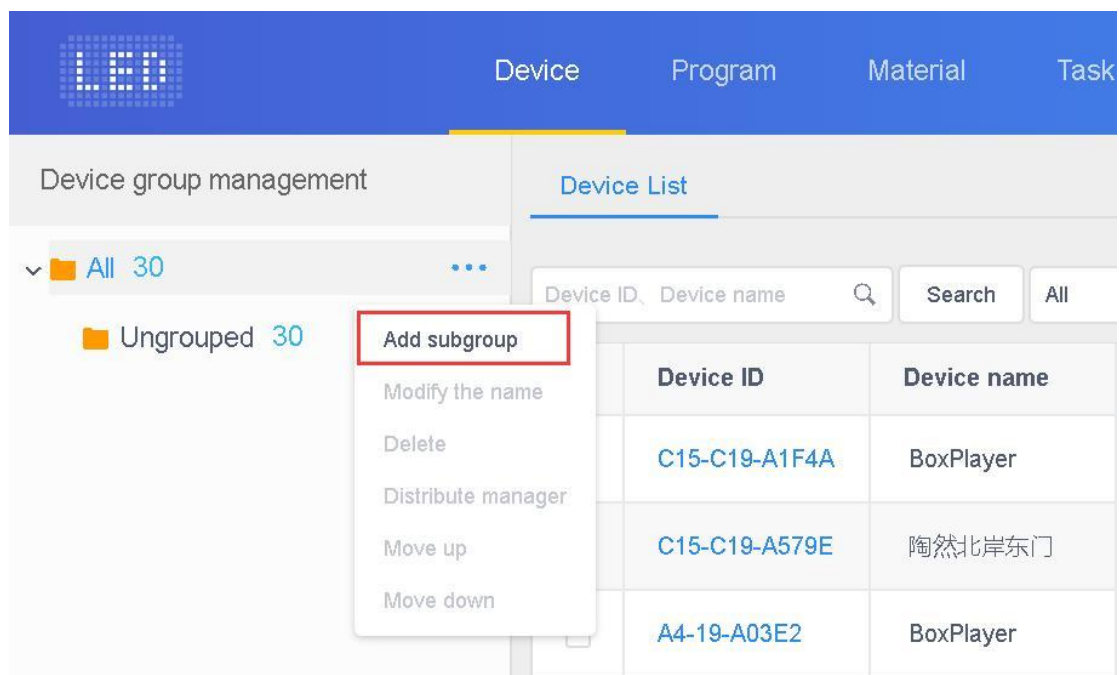 LED
Device Program Material Task
Device group management
Device List
All 30
Ungrouped 30
Add subgroup
Modify the name
Delete
Distribute manager
Move up
Move down
Device ID、Device name Search All
Device ID Device name
C15-C19-A1F4A BoxPlayer
C15-C19-A579E 陶然北岸东门
A4-19-A03E2 BoxPlayer